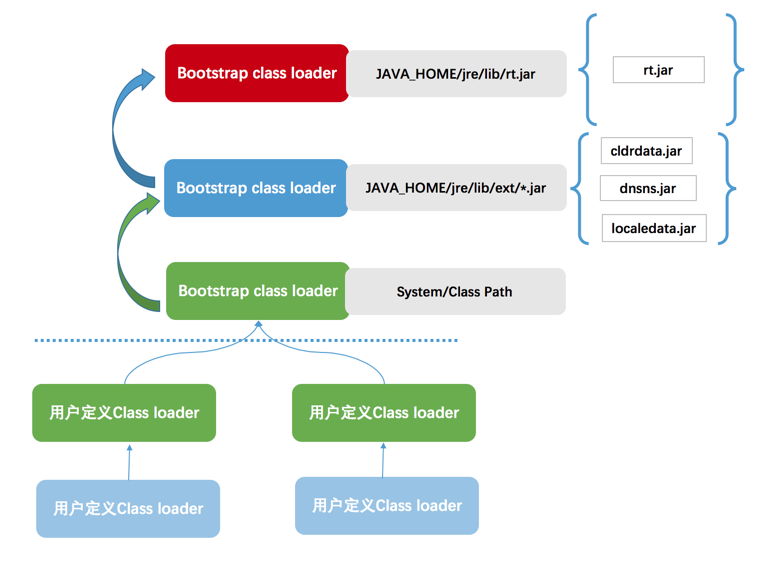 Bootstrap class loader
JAVA_HOME/jre/lib/rt.jar
rt.jar
cldrdata.jar
Bootstrap class loader
JAVA_HOME/jre/lib/ext/*.jar
dnsns.jar
localedata.jar
Bootstrap class loader
System/Class Path
用户定义Class loader
用户定义Class loader
用户定义Class loader
用户定义Class loader